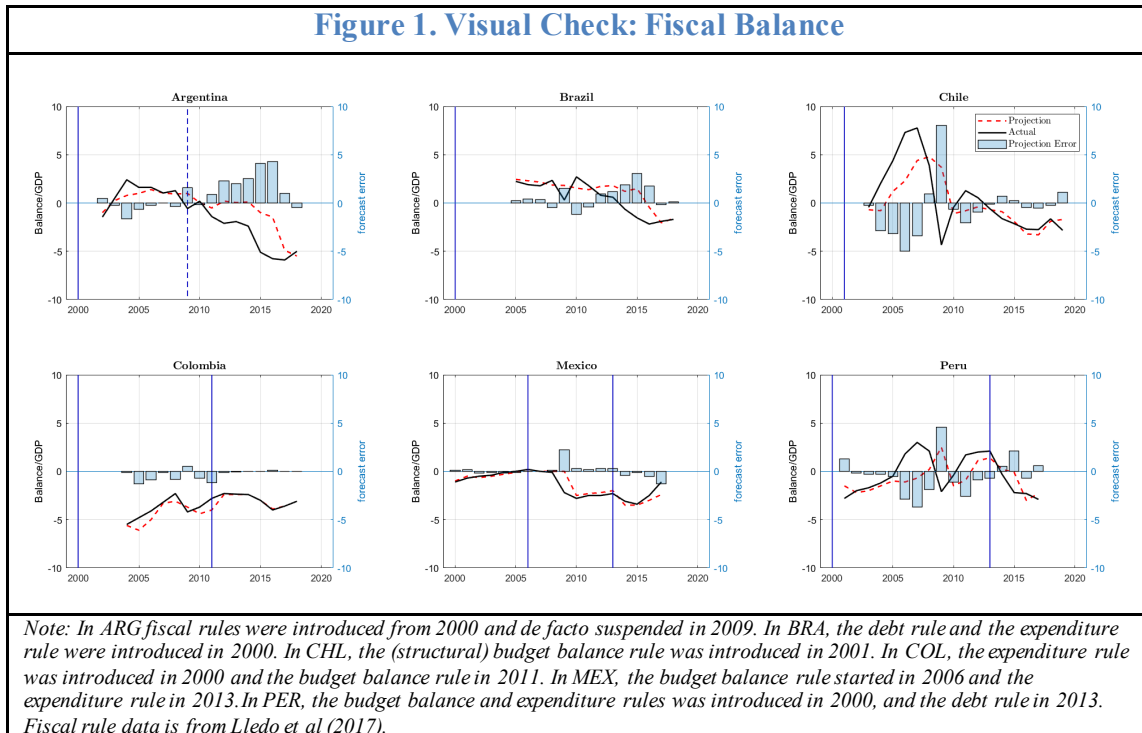 Figure 1. Visual Check: Fiscal Balance
Argentina
10
5
0
-5
-10
Balance/GDP
10
5
0
-5
-10
forecast error
2000 2005 2010 2015 2020
Brazil
10
5
0
-5
-10
Balance/GDP
10
5
0
-5
-10
forecast error
2000 2005 2010 2015 2020
Chile
Projection
Actual
Projection Error
10
5
0
-5
-10
Balance/GDP
10
5
0
-5
-10
forecast error
2000 2005 2010 2015 2020
Colombia
10
5
0
-5
-10
Balance/GDP
10
5
0
-5
-10
forecast error
2000 2005 2010 2015 2020
Mexico
10
5
0
-5
-10
Balance/GDP
10
5
0
-5
-10
forecast error
2000 2005 2010 2015 2020
Peru
10
5
0
-5
-10
Balance/GDP
10
5
0
-5
-10
forecast error
2000 2005 2010 2015 2020
Note: In ARG fiscal rules were introduced from 2000 and de facto suspended in 2009. In BRA, the debt rule and the expenditure
rule were introduced in 2000. In CHL, the (structural) budget balance rule was introduced in 2001. In COL, the expenditure rule
was introduced in 2000 and the budget balance rule in 2011. In MEX, the budget balance rule started in 2006 and the
expenditure rule in 2013.In PER, the budget balance and expenditure rules was introduced in 2000, and the debt rule in 2013.
Fiscal rule data is from Lledo et al (2017).